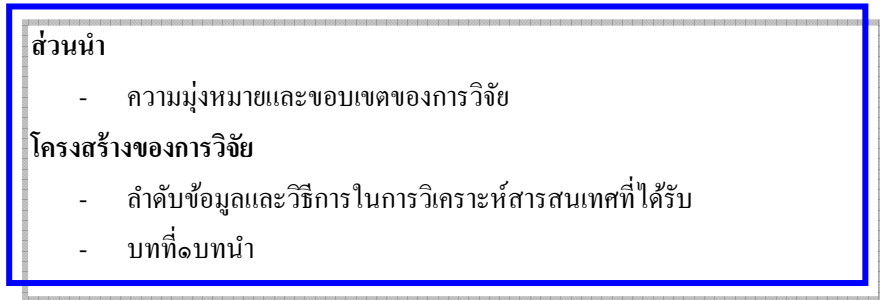 ส่วนนำ
- ความมุ่งหมายและขอบเขตของการวิจัย
โครงสร้างของการวิจัย
- ลำดับข้อมูลและวิธีการในการวิเคราะห์สารสนเทศที่ได้รับ
- บทที่๑บทนำ